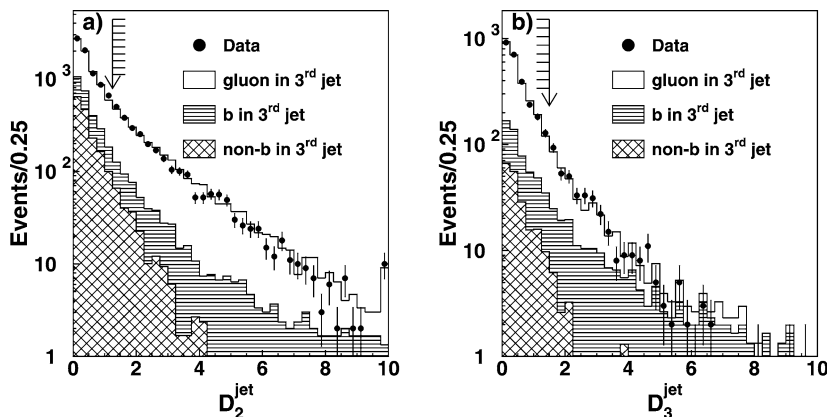 a)
Data
gluon in 3rd jet
b in 3rd jet
non-b in 3rd jet
Events/0.25
10 3
10 2
10
1
0 2 4 6 8 10
D2jet
b)
Data
gluon in 3rd jet
b in 3rd jet
non-b in 3rd jet
Events/0.25
10 3
10 2
10
1
0 2 4 6 8 10
D3jet